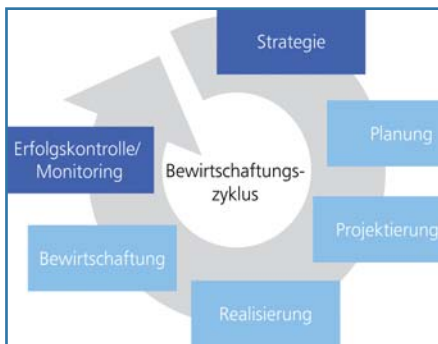 Strategie
Planung
Projektierung
Realisierung
Bewirtschaftung
Erfolgskontrolle/
Monitoring
Bewirtschaftungs-
zyklus